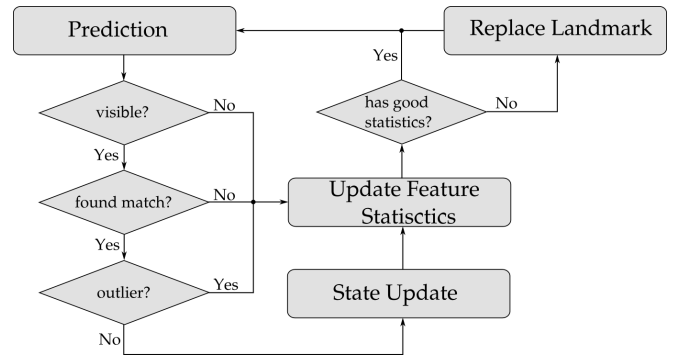 Prediction
Replace Landmark
Yes
visible?
No
has good
statistics?
No
Yes
found match?
No
Update Feature
Statisctics
Yes
outlier?
Yes
State Update
No